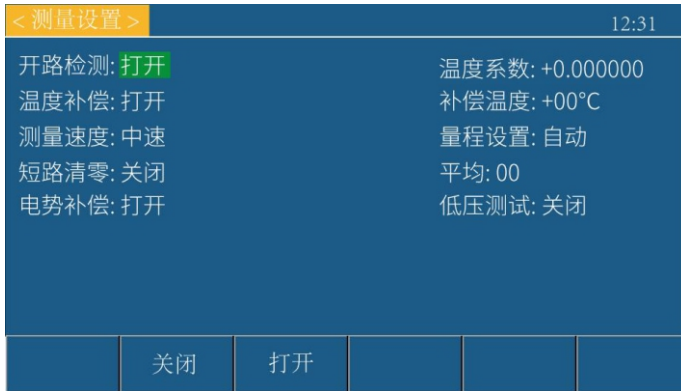 <测量设置>
12:31
开路检测: 打开
温度系数: +0.000000
温度补偿: 打开
补偿温度: +00°C
测量速度: 中速
量程设置: 自动
短路清零: 关闭
平均: 00
电势补偿: 打开
低压测试: 关闭
关闭
打开